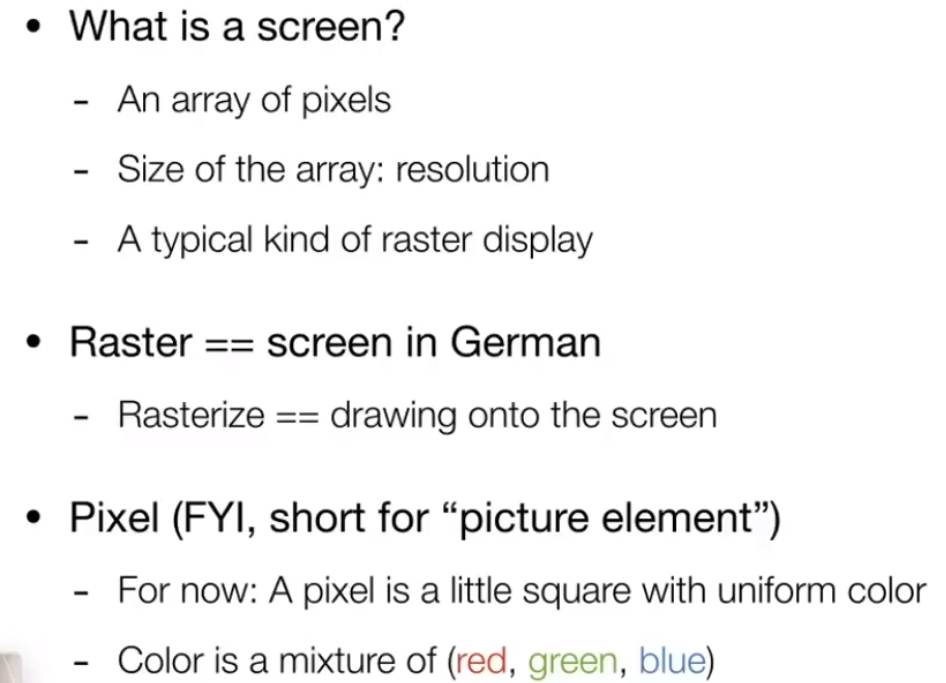 • What is a screen?
- An array of pixels
- Size of the array: resolution
- A typical kind of raster display
• Raster == screen in German
- Rasterize == drawing onto the screen
• Pixel (FYI, short for “picture element”)
- For now: A pixel is a little square with uniform color
- Color is a mixture of (red, green, blue)